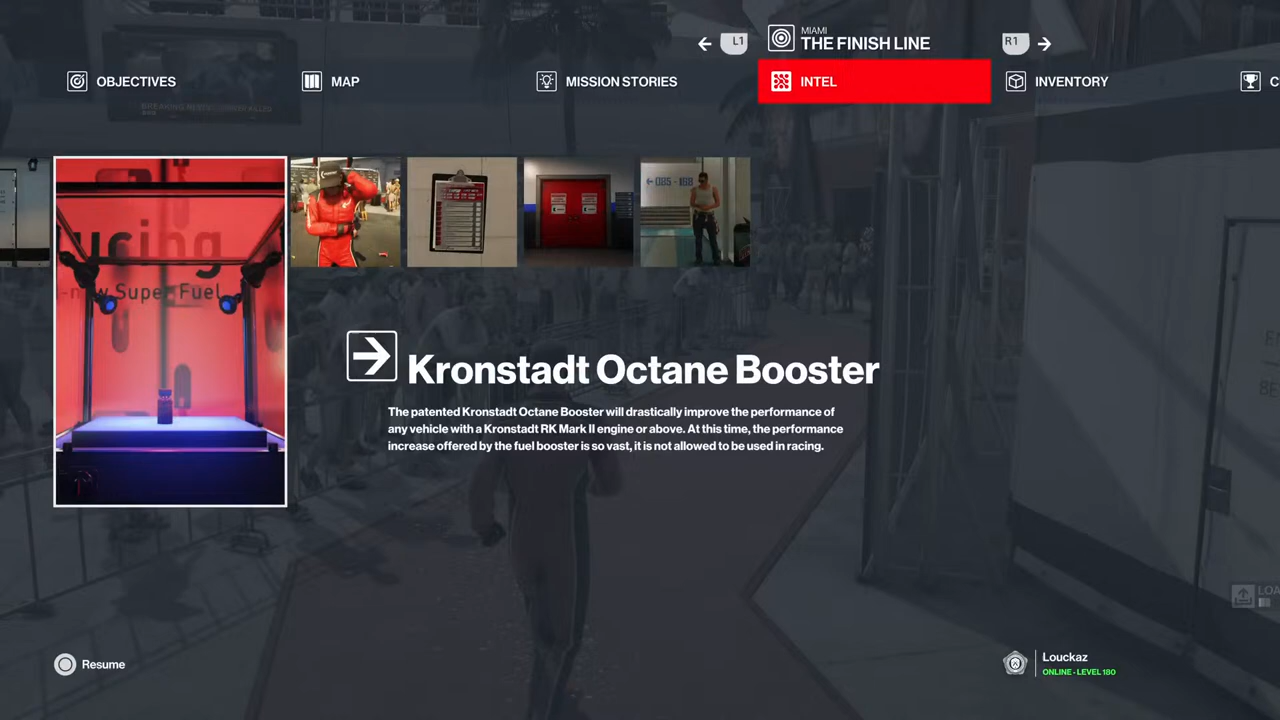 L1
MIAMI
THE FINISH LINE
R1
OBJECTIVES
MAP
MISSION STORIES
INTEL
INVENTORY
C
Super Fuel
085 - 168
Kronstadt Octane Booster
The patented Kronstadt Octane Booster will drastically improve the performance of
any vehicle with a Kronstadt RK Mark II engine or above. At this time, the performance
increase offered by the fuel booster is so vast, it is not allowed to be used in racing.
LOA
Resume
Louckaz
ONLINE - LEVEL 180